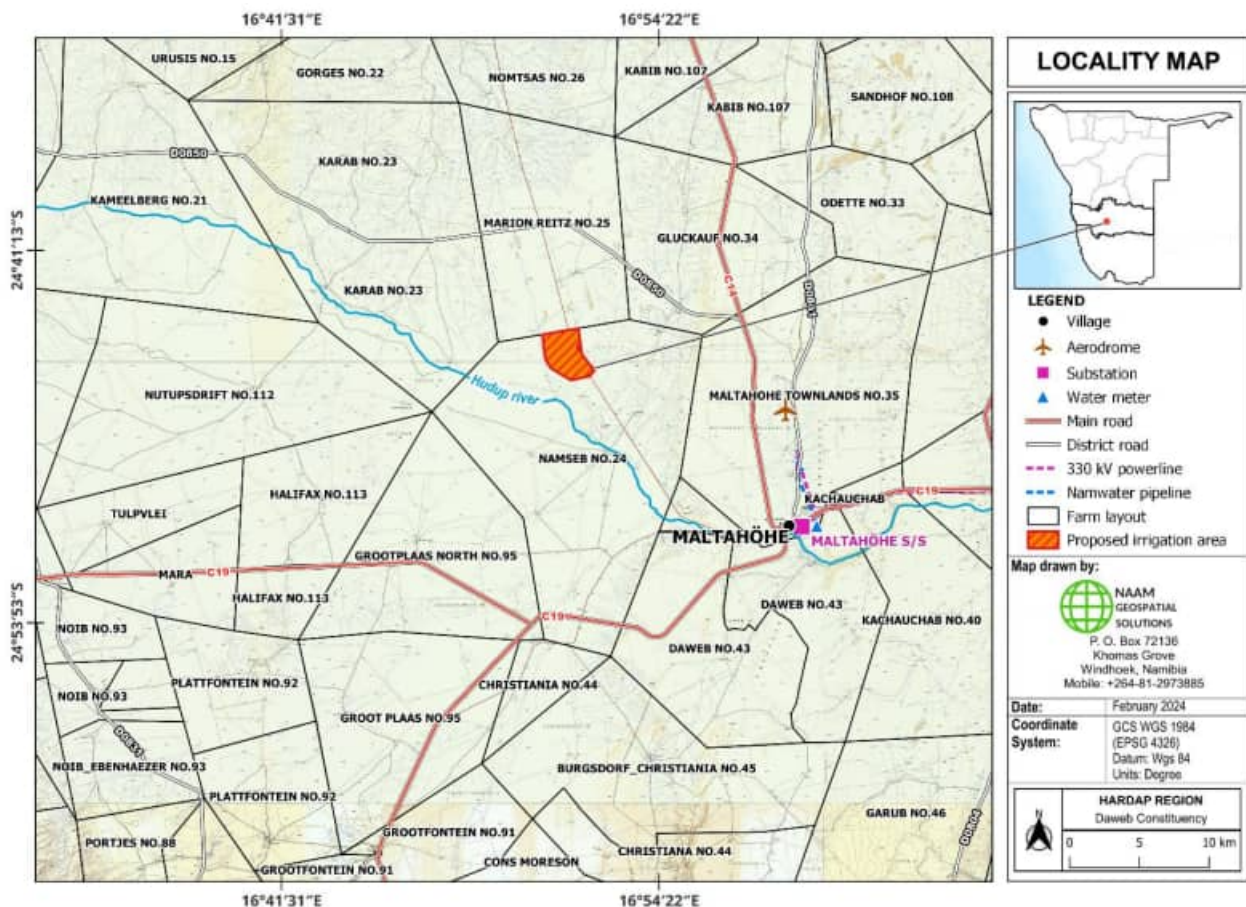 16°41'31"E
16°54'22"E
24°41'13"S
24°53'53"S
URUSIS NO.15
GORGES NO.22
NOMTSAS NO.26
KABIB NO.107
KABIB NO.107
SANDHOF NO.108
D0850
KARAB NO.23
KAMEELBERG NO.21
MARION REITZ NO.25
ODETTE NO.33
GLUCKAUF NO.34
D0850
C14
D0811
KARAB NO.23
Hudup river
NUTUPSDRIFT NO.112
MALTAHOHE TOWNLANDS NO.35
NAMSEB NO.24
HALIFAX NO.113
TULPVLEI
KACHAUCHAB
C19
MALTAHÖHE
MALTAHÖHE S/S
GROOTPLAAS NORTH NO.95
MARA
C19
HALIFAX NO.113
DAWEB NO.43
C19
KACHAUCHAB NO.40
NOIB NO.93
DAWEB NO.43
PLATTFONTEIN NO.92
CHRISTIANIA NO.44
NOIB NO.93
GROOT PLAAS NO.95
D0831
NOIB_EBENHAEZER NO.93
BURGSDORF_CHRISTIANIA NO.45
PLATTFONTEIN NO.92
GARUB NO.46
D0804
PORTJES NO.88
GROOTFONTEIN NO.91
CHRISTIANA NO.44
CONS MORESON
GROOTFONTEIN NO.91
16°41'31"E
16°54'22"E
LOCALITY MAP
LEGEND
Village
Aerodrome
Substation
Water meter
Main road
District road
330 kV powerline
Namwater pipeline
Farm layout
Proposed irrigation area
Map drawn by:
NAAM
GEOSPATIAL
SOLUTIONS
P. O. Box 72136
Khomas Grove
Windhoek, Namibia
Mobile: +264-81-2973885
Date: February 2024
Coordinate System: GCS WGS 1984
(EPSG 4326)
Datum: Wgs 84
Units: Degree
N
HARDAP REGION
Daweb Constituency
0 5 10 km